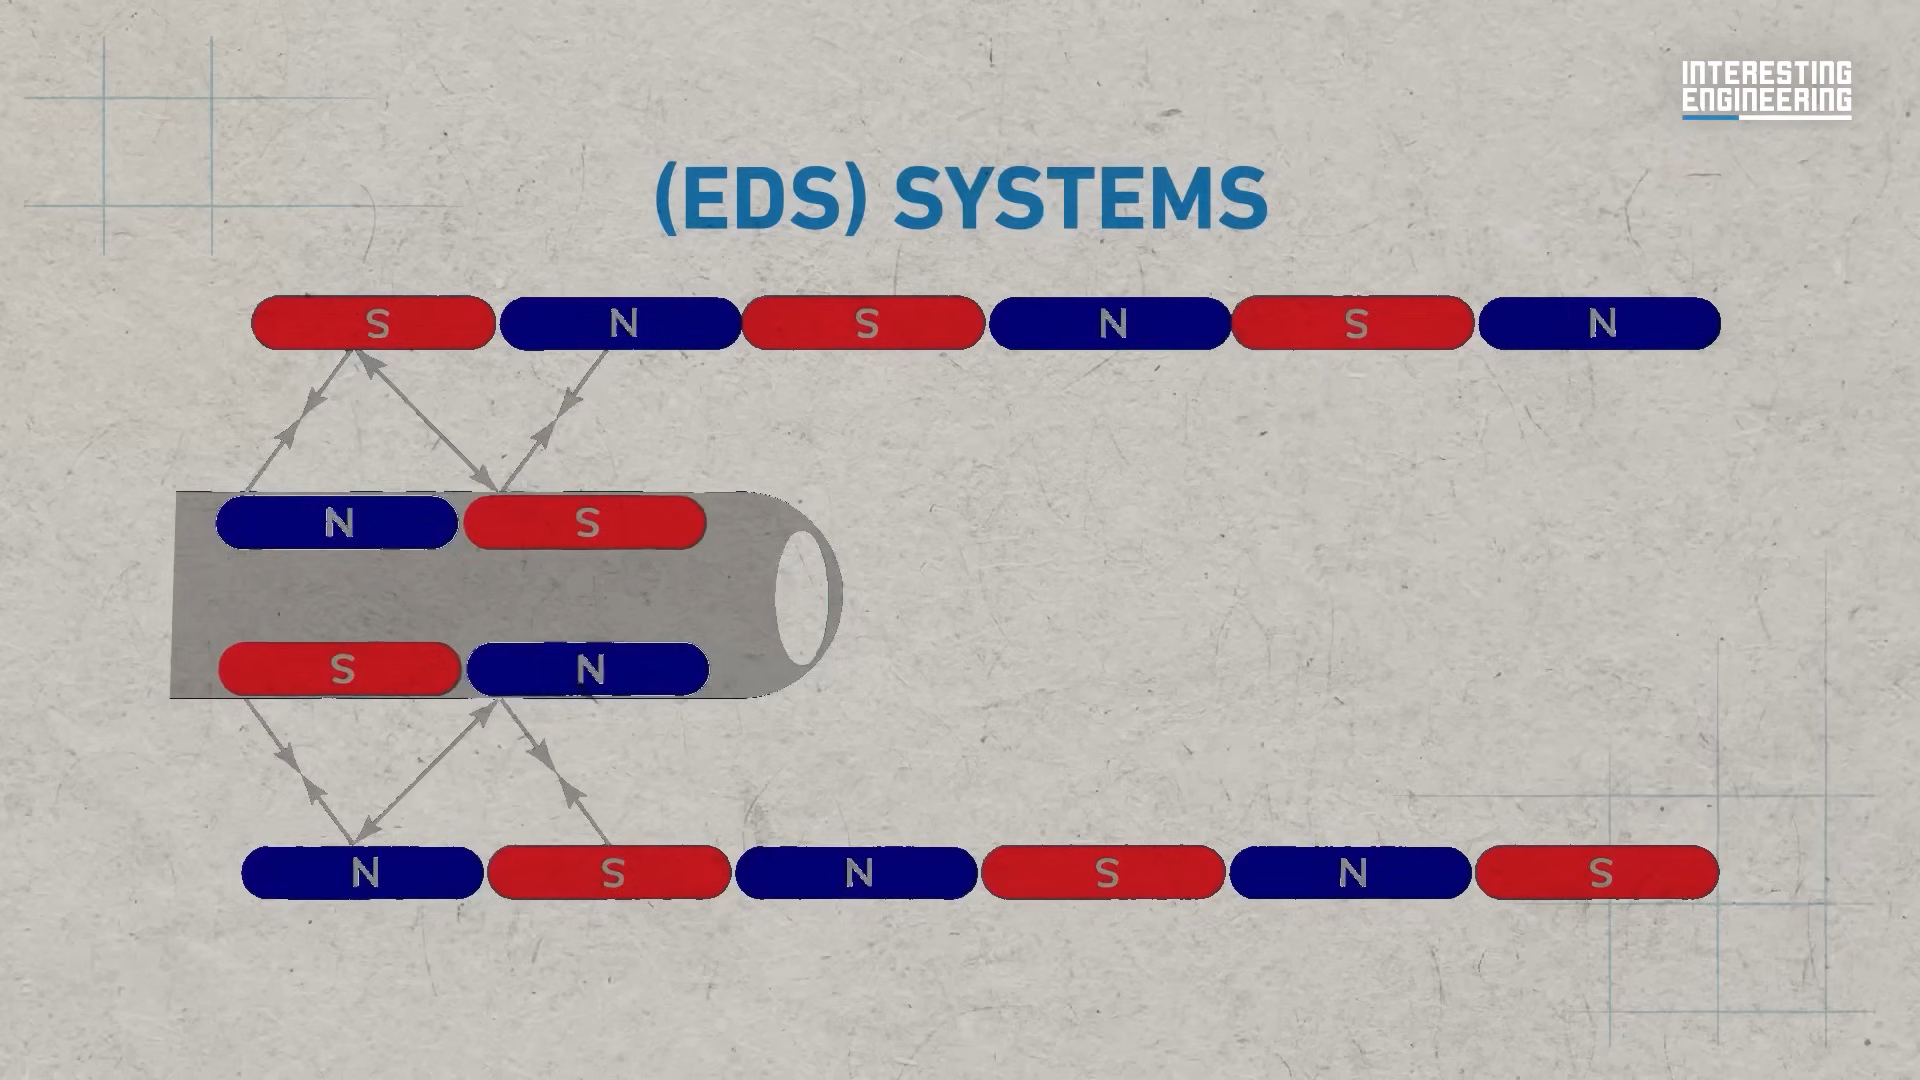 INTERESTING
ENGINEERING
(EDS) SYSTEMS
S N S N S N
N S
S N
N S N S N S